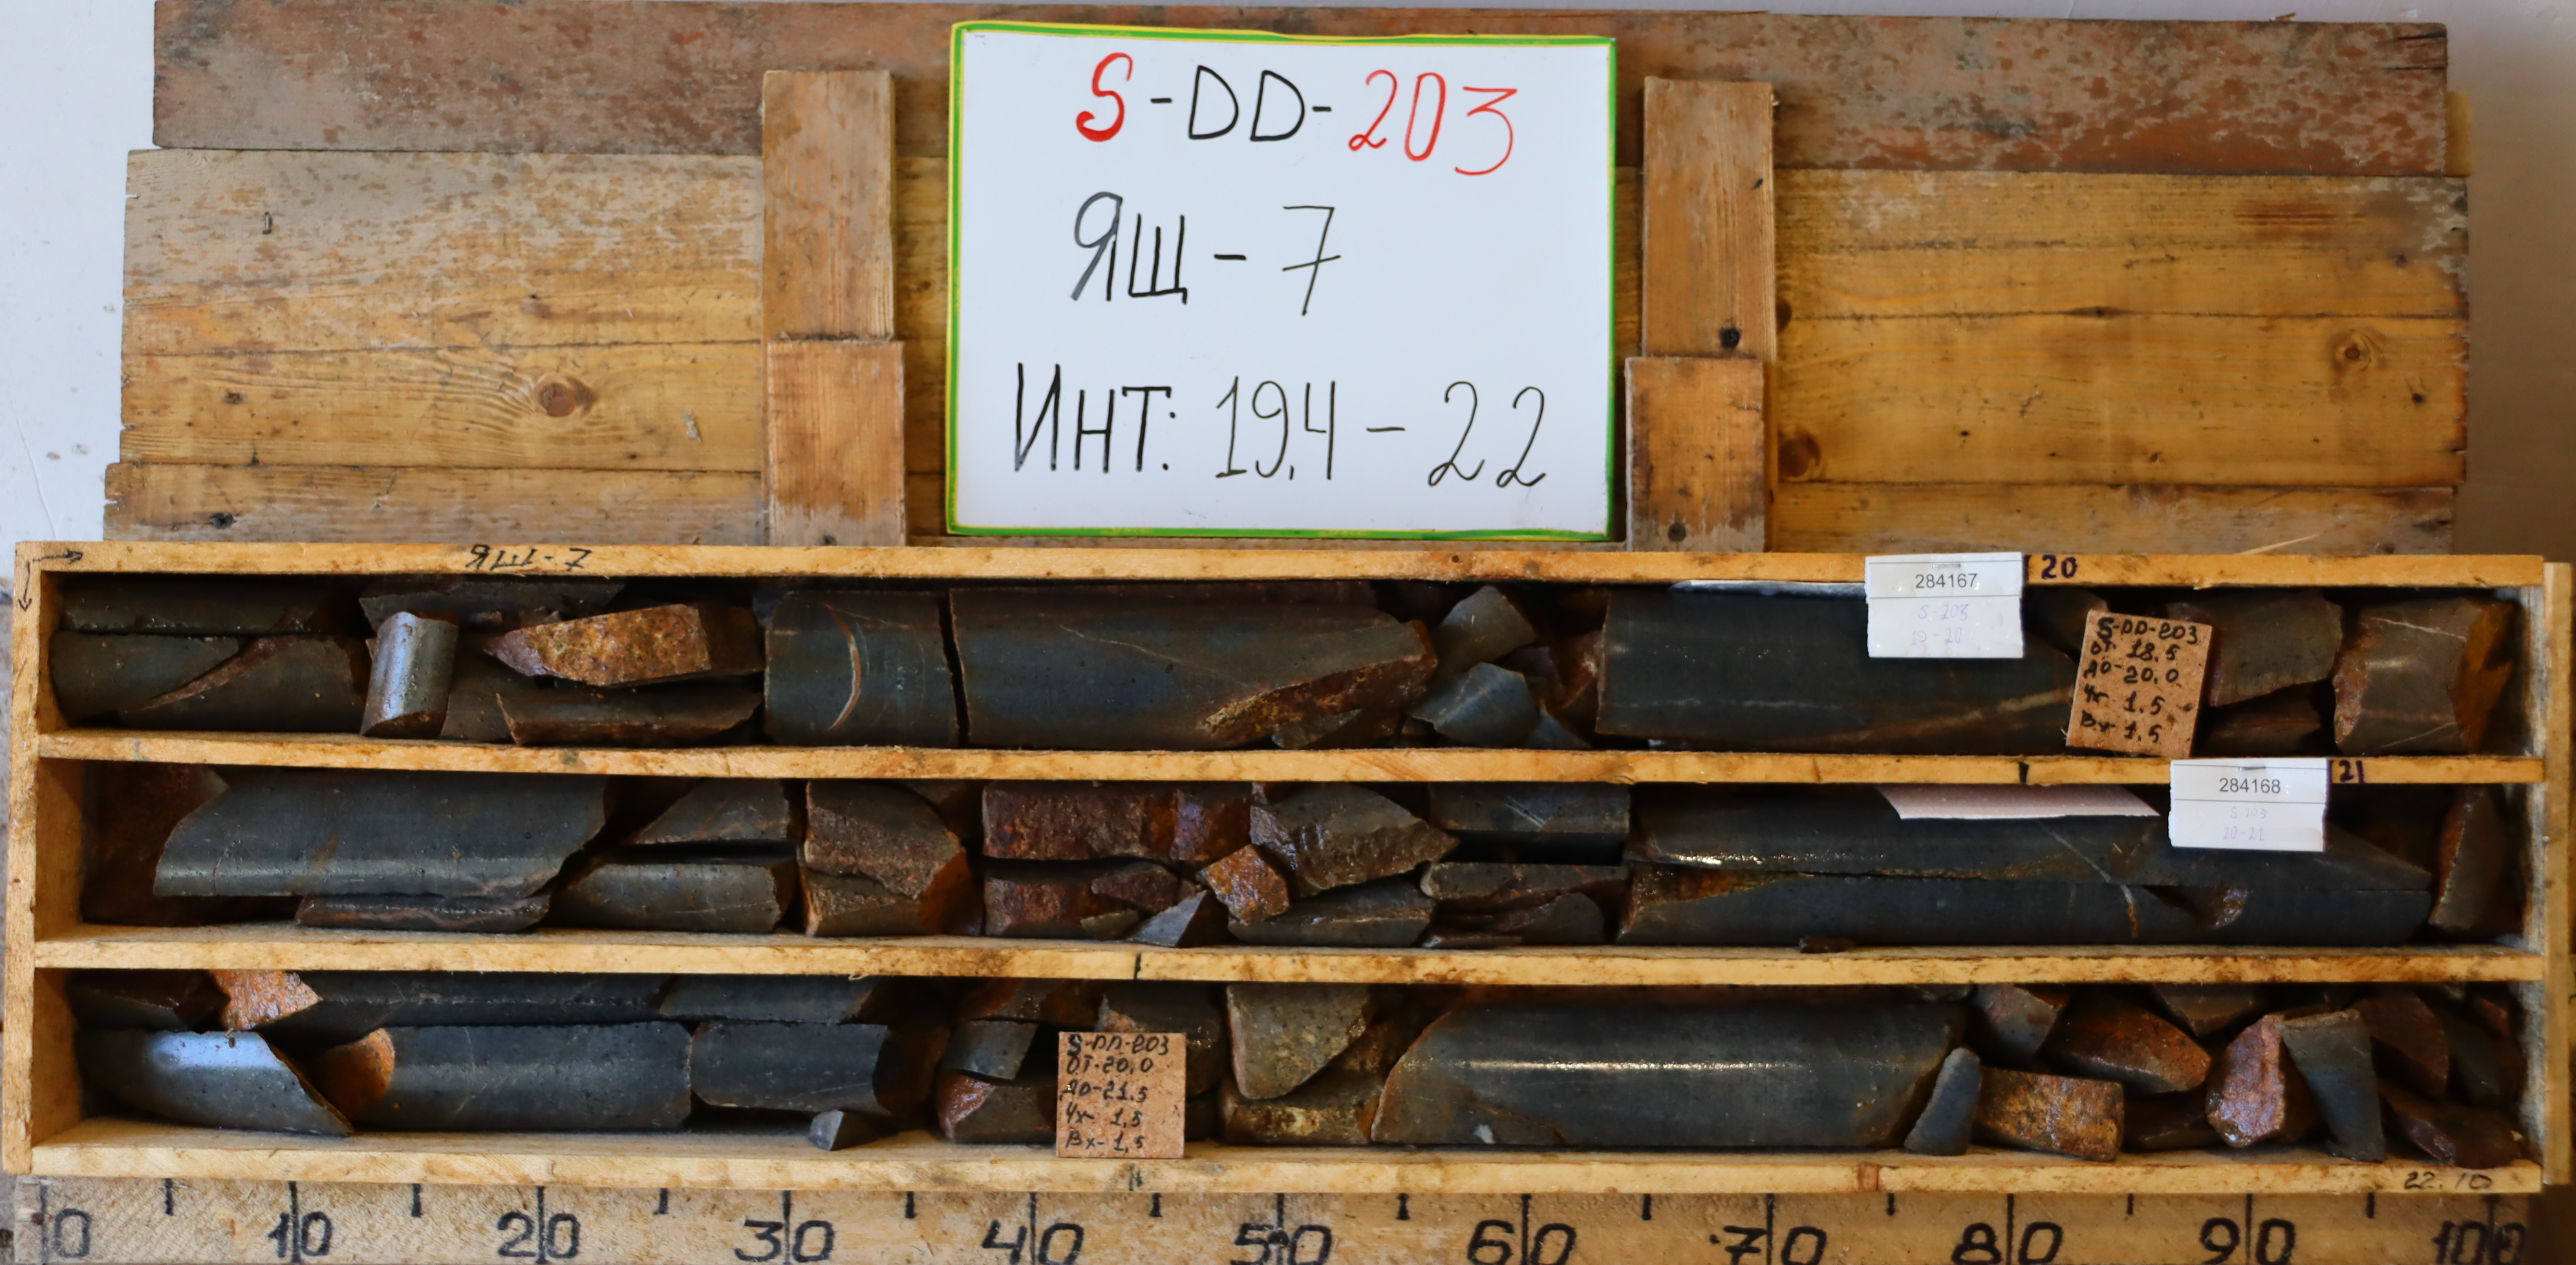 S-DD-203
ЯЩ-7
ИНТ: 19,4-22
ЯЩ-7
284167
S-203
19-20
20
S-DD-203
ОТ 18.5
ДО-20,0
Ух 1,5
Вх-1,5
284168
S-203
20-21
21
S-DD-203
ОТ-20,0
ДО-21,5
Ух- 1,5
Вх-1,5
22.10
0 10 20 30 40 50 60 70 80 90 100